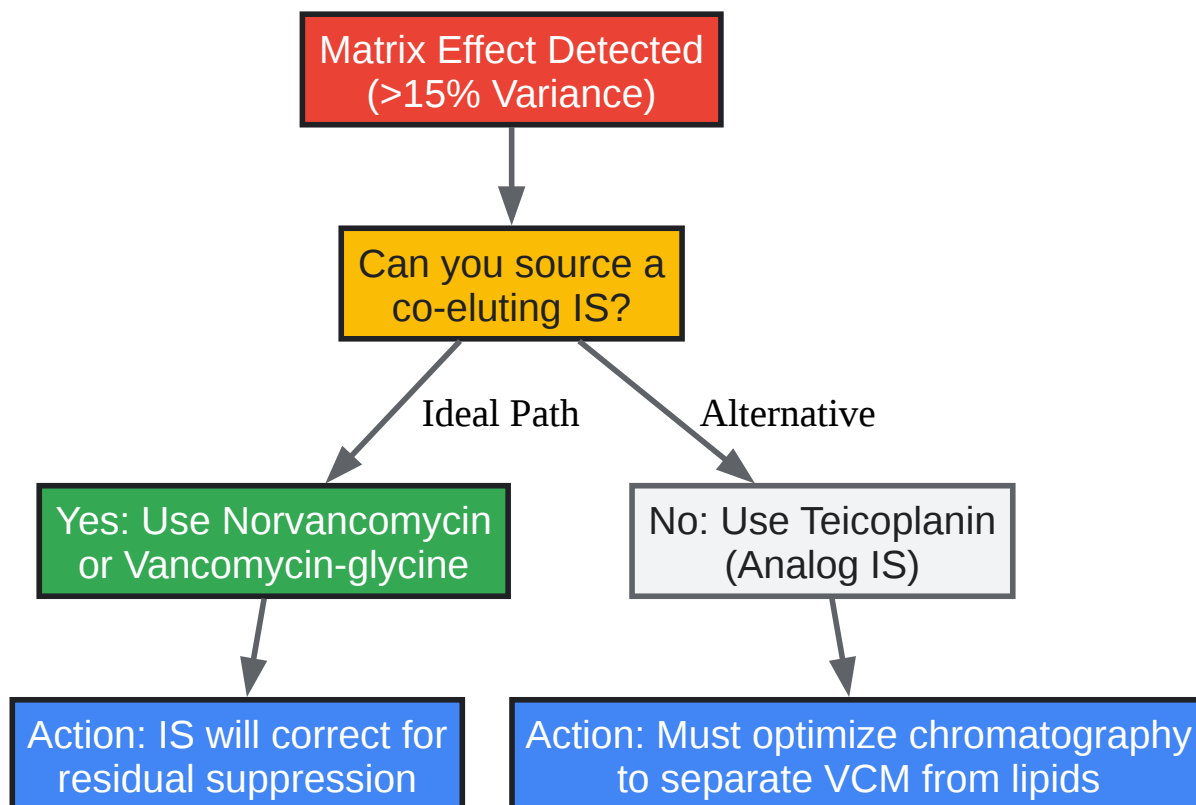 Matrix Effect Detected
(>15% Variance)
Can you source a
co-eluting IS?
Ideal Path
Alternative
Yes: Use Norvancomycin
or Vancomycin-glycine
No: Use Teicoplanin
(Analog IS)
Action: IS will correct for
residual suppression
Action: Must optimize chromatography
to separate VCM from lipids